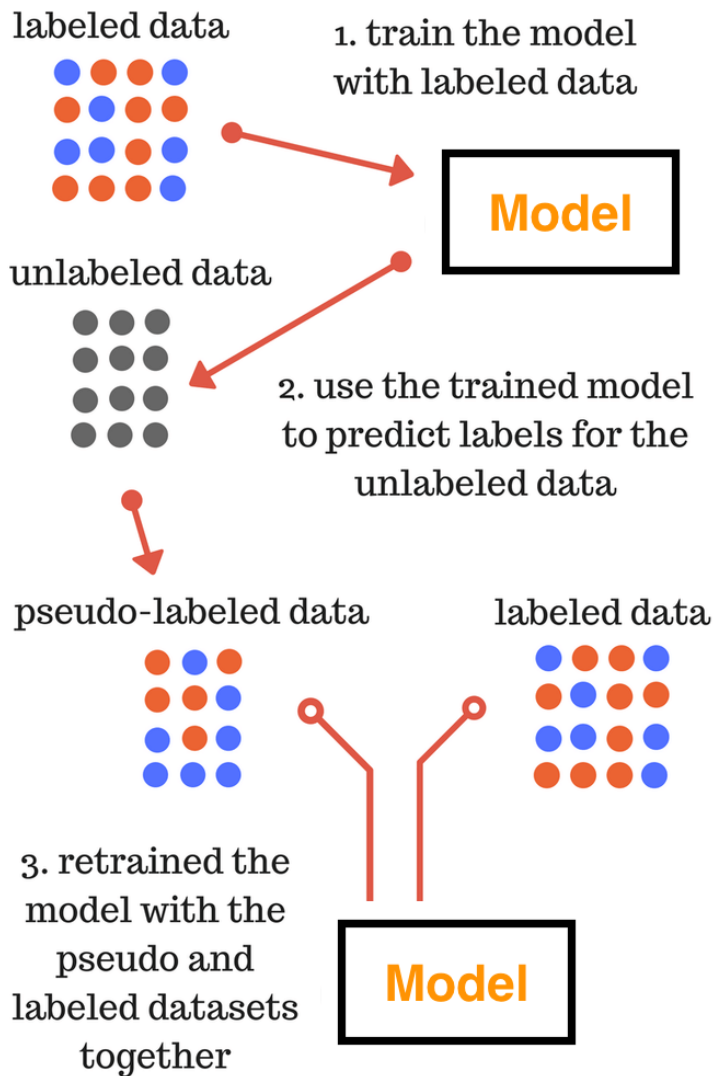 labeled data
1. train the model
with labeled data
Model
unlabeled data
2. use the trained model
to predict labels for the
unlabeled data
pseudo-labeled data
labeled data
3. retrained the
model with the
pseudo and
labeled datasets
together
Model